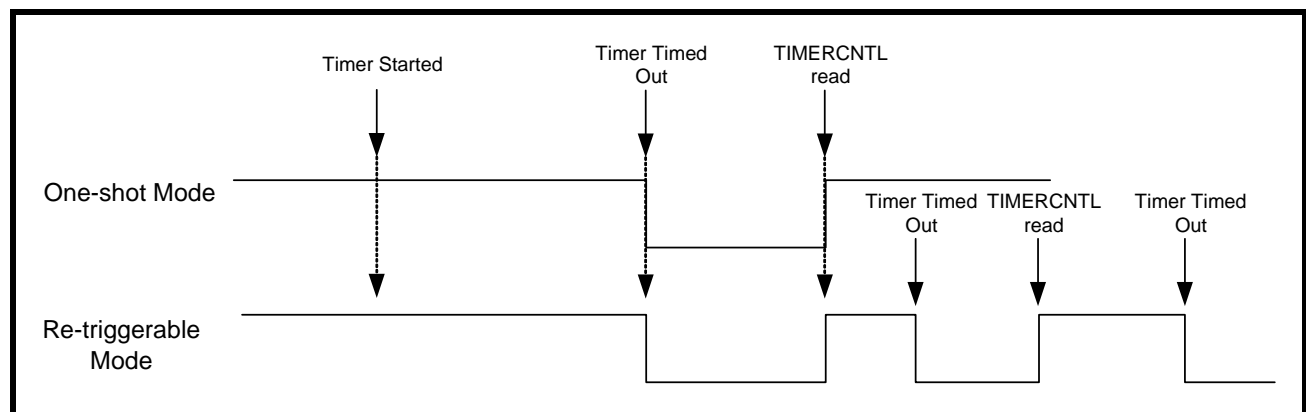 Timer Started
Timer Timed
Out
TIMERCNTL
read
One-shot Mode
Timer Timed
Out
TIMERCNTL
read
Timer Timed
Out
Re-triggerable
Mode